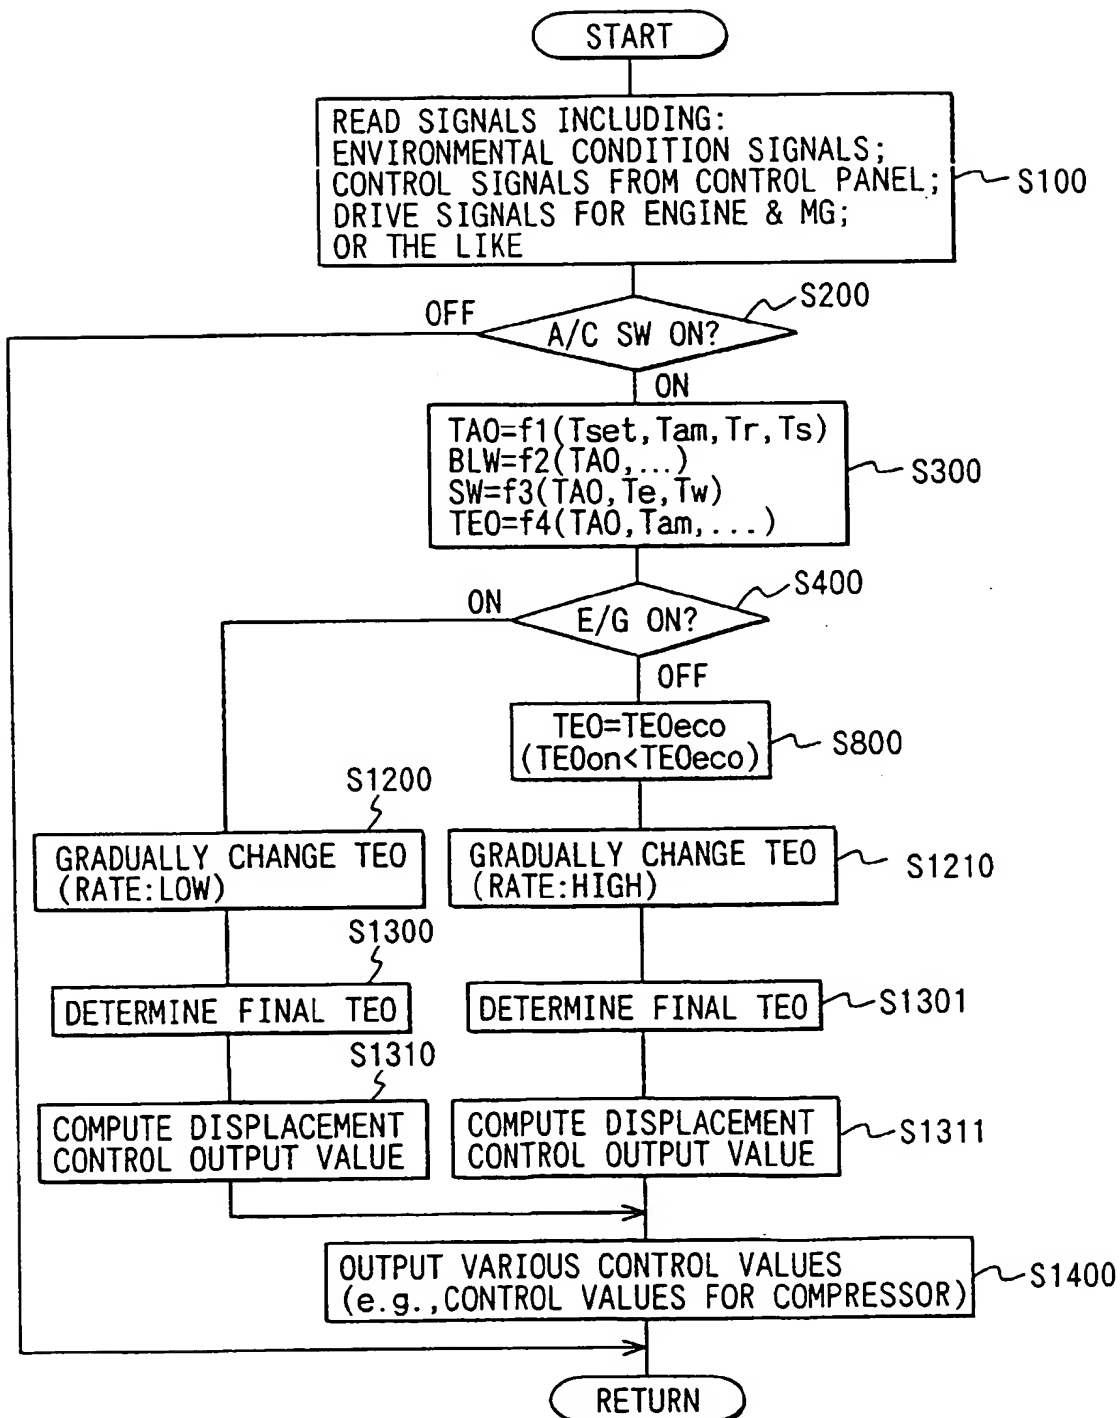 START
READ SIGNALS INCLUDING:
ENVIRONMENTAL CONDITION SIGNALS;
CONTROL SIGNALS FROM CONTROL PANEL;
DRIVE SIGNALS FOR ENGINE & MG;
OR THE LIKE
S100
S200
OFF
A/C SW ON?
ON
TAO=f1(Tset,Tam,Tr,Ts)
BLW=f2(TAO,...)
SW=f3(TAO,Te,Tw)
TEO=f4(TAO,Tam,...)
S300
S400
ON
E/G ON?
OFF
TEO=TEOeco
(TEOon<TEOeco)
S800
S1200
GRADUALLY CHANGE TEO
(RATE:LOW)
GRADUALLY CHANGE TEO
(RATE:HIGH)
S1210
S1300
DETERMINE FINAL TEO
DETERMINE FINAL TEO
S1301
S1310
COMPUTE DISPLACEMENT
CONTROL OUTPUT VALUE
COMPUTE DISPLACEMENT
CONTROL OUTPUT VALUE
S1311
OUTPUT VARIOUS CONTROL VALUES
(e.g.,CONTROL VALUES FOR COMPRESSOR)
S1400
RETURN